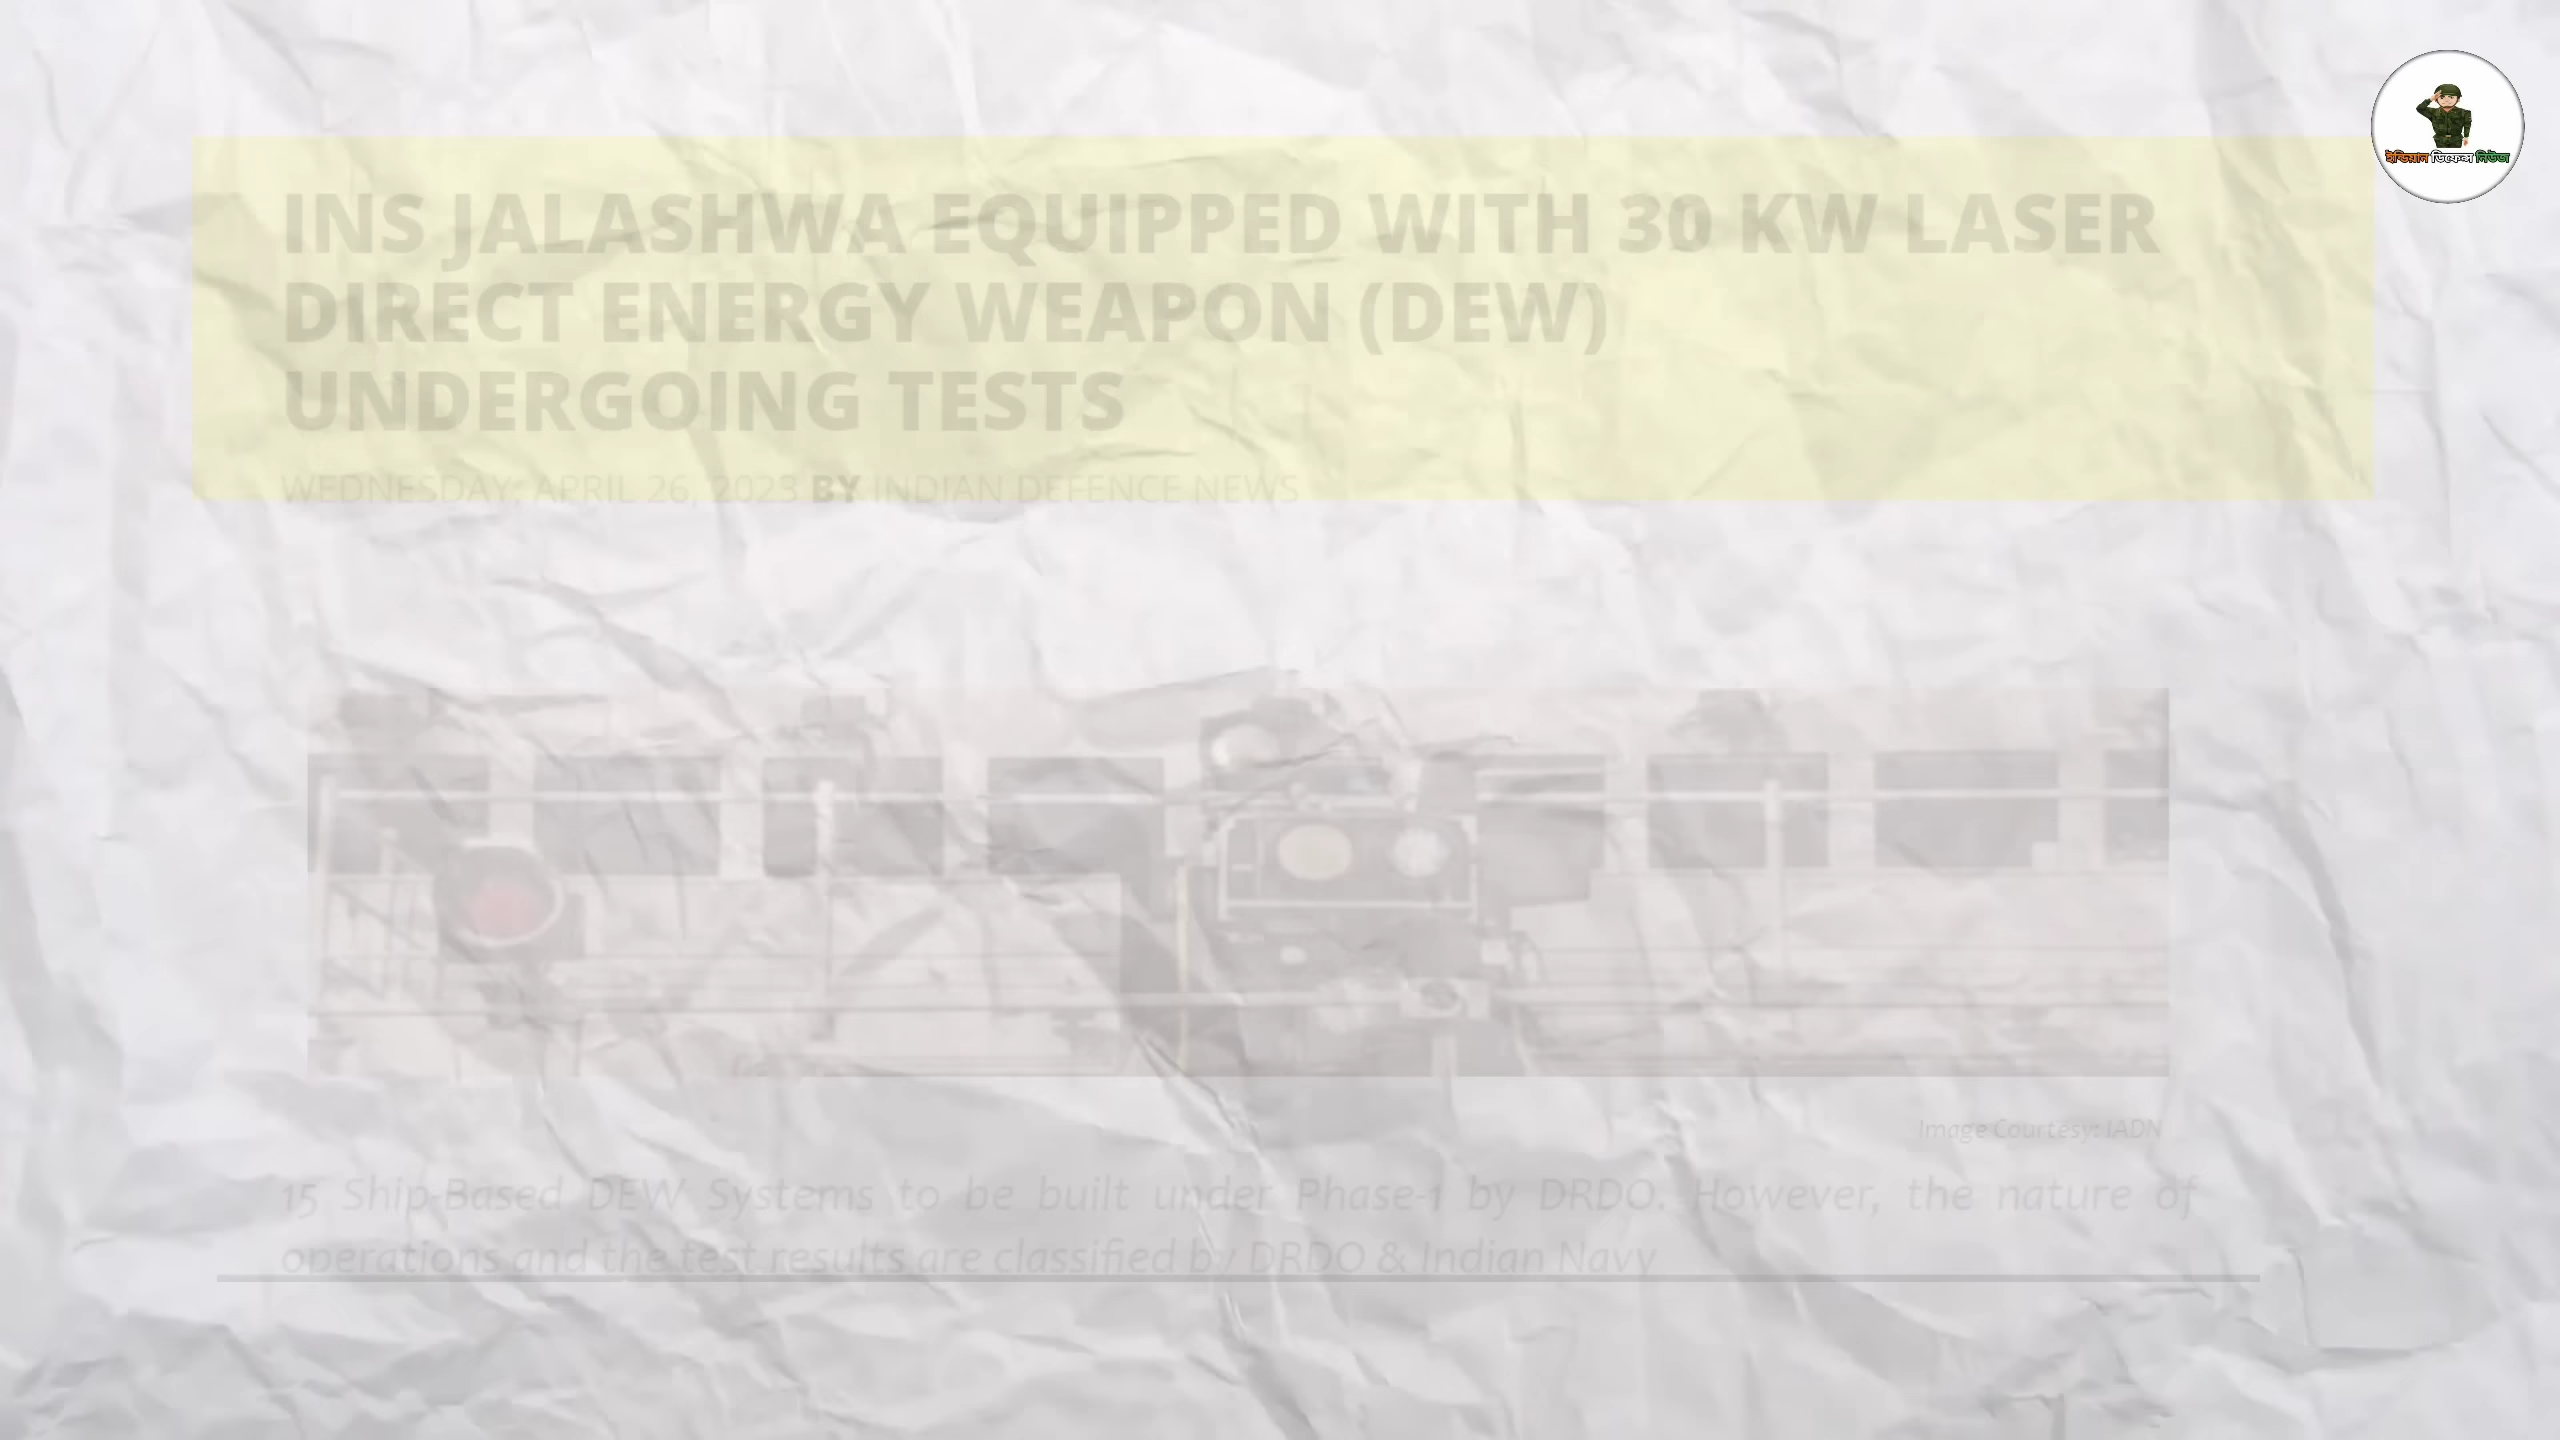 ইন্ডিয়ান ডিফেন্স নিউজ
INS JALASHWA EQUIPPED WITH 30 KW LASER
DIRECT ENERGY WEAPON (DEW)
UNDERGOING TESTS
WEDNESDAY, APRIL 26, 2023 BY INDIAN DEFENCE NEWS
Image Courtesy: IADN
15 Ship-Based DEW Systems to be built under Phase-1 by DRDO. However, the nature of
operations and the test results are classified by DRDO & Indian Navy